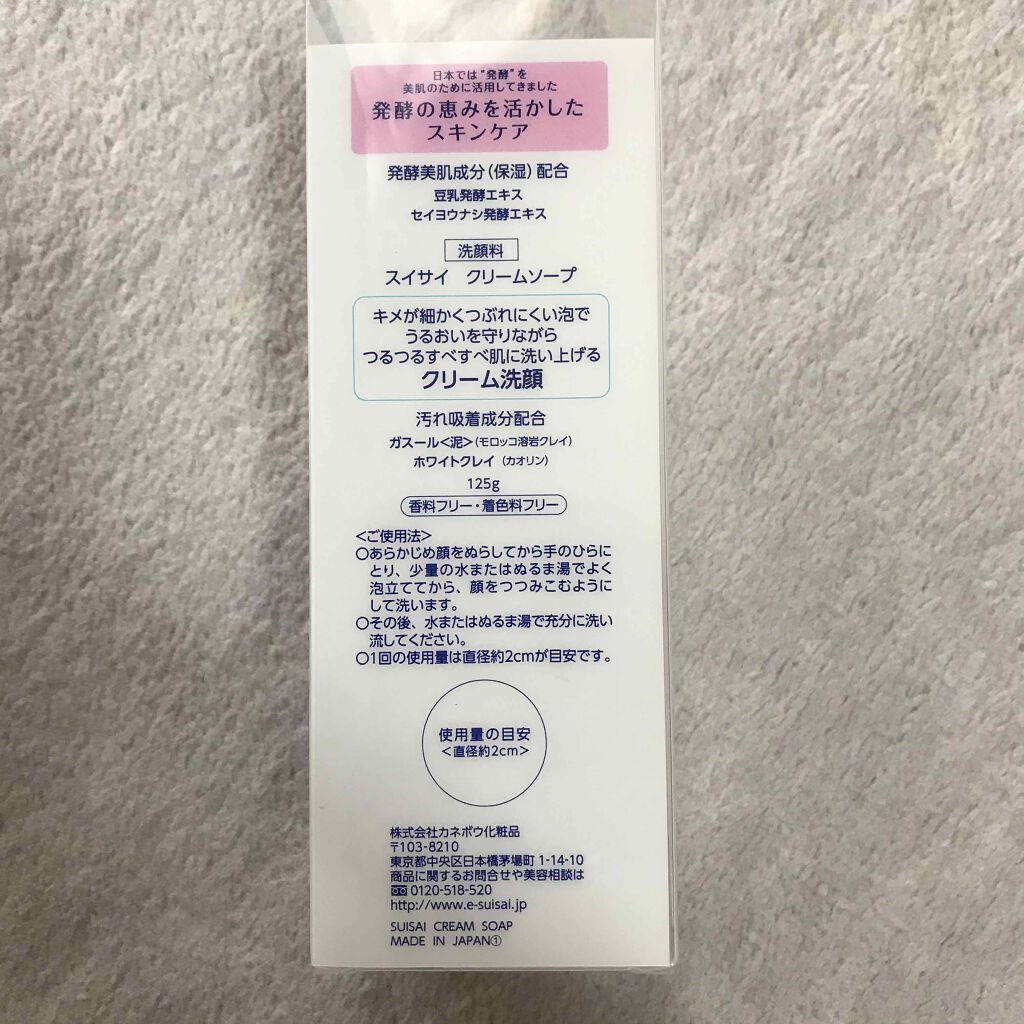 日本では“発酵”を
美肌のために活用してきました
発酵の恵みを活かした
スキンケア
発酵美肌成分(保湿)配合
豆乳発酵エキス
セイヨウナシ発酵エキス
洗顔料
スイサイ クリームソープ
キメが細かくつぶれにくい泡で
うるおいを守りながら
つるつるすべすべ肌に洗い上げる
クリーム洗顔
汚れ吸着成分配合
ガスール<泥>(モロッコ溶岩クレイ)
ホワイトクレイ(カオリン)
125g
香料フリー・着色料フリー
<ご使用法>
○あらかじめ顔をぬらしてから手のひらに
とり、少量の水またはぬるま湯でよく
泡立ててから、顔をつつみこむように
して洗います。
○その後、水またはぬるま湯で充分に洗い
流してください。
○1回の使用量は直径約2cmが目安です。
使用量の目安
<直径約2cm>
株式会社カネボウ化粧品
〒103-8210
東京都中央区日本橋茅場町1-14-10
商品に関するお問合せや美容相談は
0120-518-520
http://www.e-suisai.jp
SUISAI CREAM SOAP
MADE IN JAPAN①